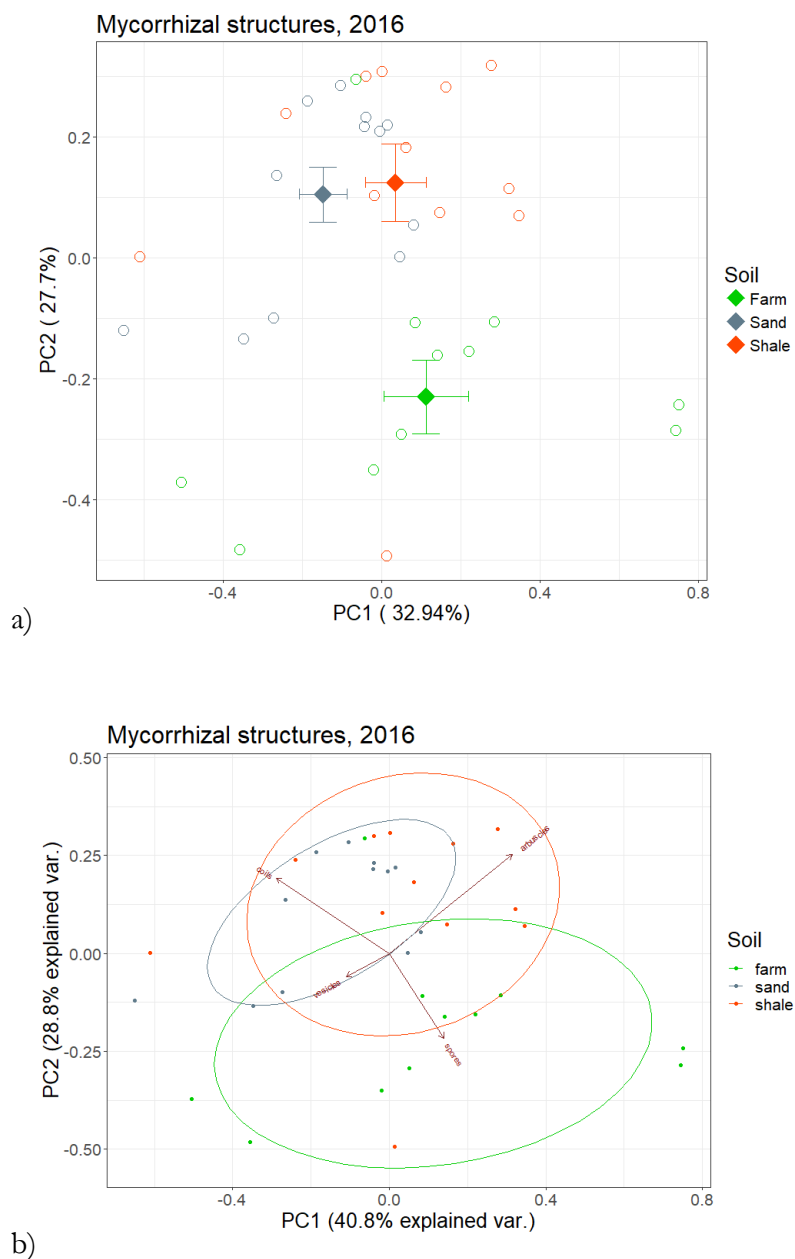 Mycorrhizal structures, 2016
0.2
0.0
-0.2
-0.4
PC2 ( 27.7%)
-0.4
0.0
0.4
0.8
PC1 ( 32.94%)
Soil
Farm
Sand
Shale
a)
Mycorrhizal structures, 2016
0.50
0.25
0.00
-0.25
-0.50
PC2 (28.8% explained var.)
coils
arbuscules
vesicles
spores
-0.4
0.0
0.4
0.8
PC1 (40.8% explained var.)
Soil
farm
sand
shale
b)